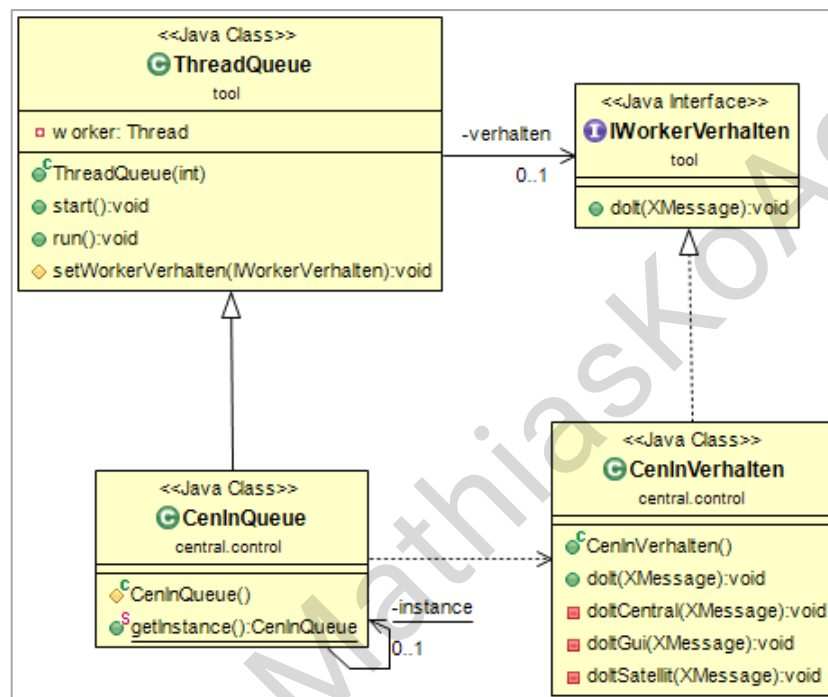 <<Java Class>>
ThreadQueue
tool
worker: Thread
ThreadQueue(int)
start():void
run():void
setWorkerVerhalten(IWorkerVerhalten):void
-verhalten
0..1
<<Java Interface>>
IWorkerVerhalten
tool
doIt(XMessage):void
<<Java Class>>
CenInQueue
central.control
CenInQueue()
getInstance():CenInQueue
-instance
0..1
<<Java Class>>
CenInVerhalten
central.control
CenInVerhalten()
doIt(XMessage):void
doItCentral(XMessage):void
doItGui(XMessage):void
doItSatellit(XMessage):void
MathiasKoAc